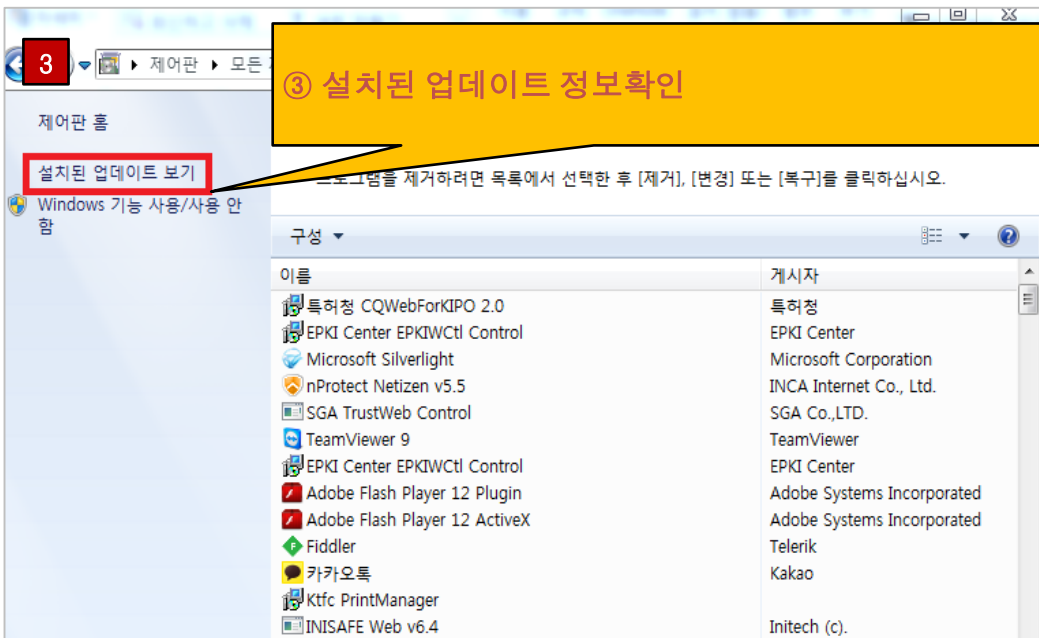 3
제어판 ▶ 모든
③ 설치된 업데이트 정보확인
제어판 홈
설치된 업데이트 보기
Windows 기능 사용/사용 안
함
프로그램을 제거하려면 목록에서 선택한 후 [제거], [변경] 또는 [복구]를 클릭하십시오.
구성
이름 게시자
특허청 CQWebForKIPO 2.0 특허청
EPKI Center EPKIWCtl Control EPKI Center
Microsoft Silverlight Microsoft Corporation
nProtect Netizen v5.5 INCA Internet Co., Ltd.
SGA TrustWeb Control SGA Co.,LTD.
TeamViewer 9 TeamViewer
EPKI Center EPKIWCtl Control EPKI Center
Adobe Flash Player 12 Plugin Adobe Systems Incorporated
Adobe Flash Player 12 ActiveX Adobe Systems Incorporated
Fiddler Telerik
카카오톡 Kakao
Ktfc PrintManager
INISAFE Web v6.4 Initech (c).